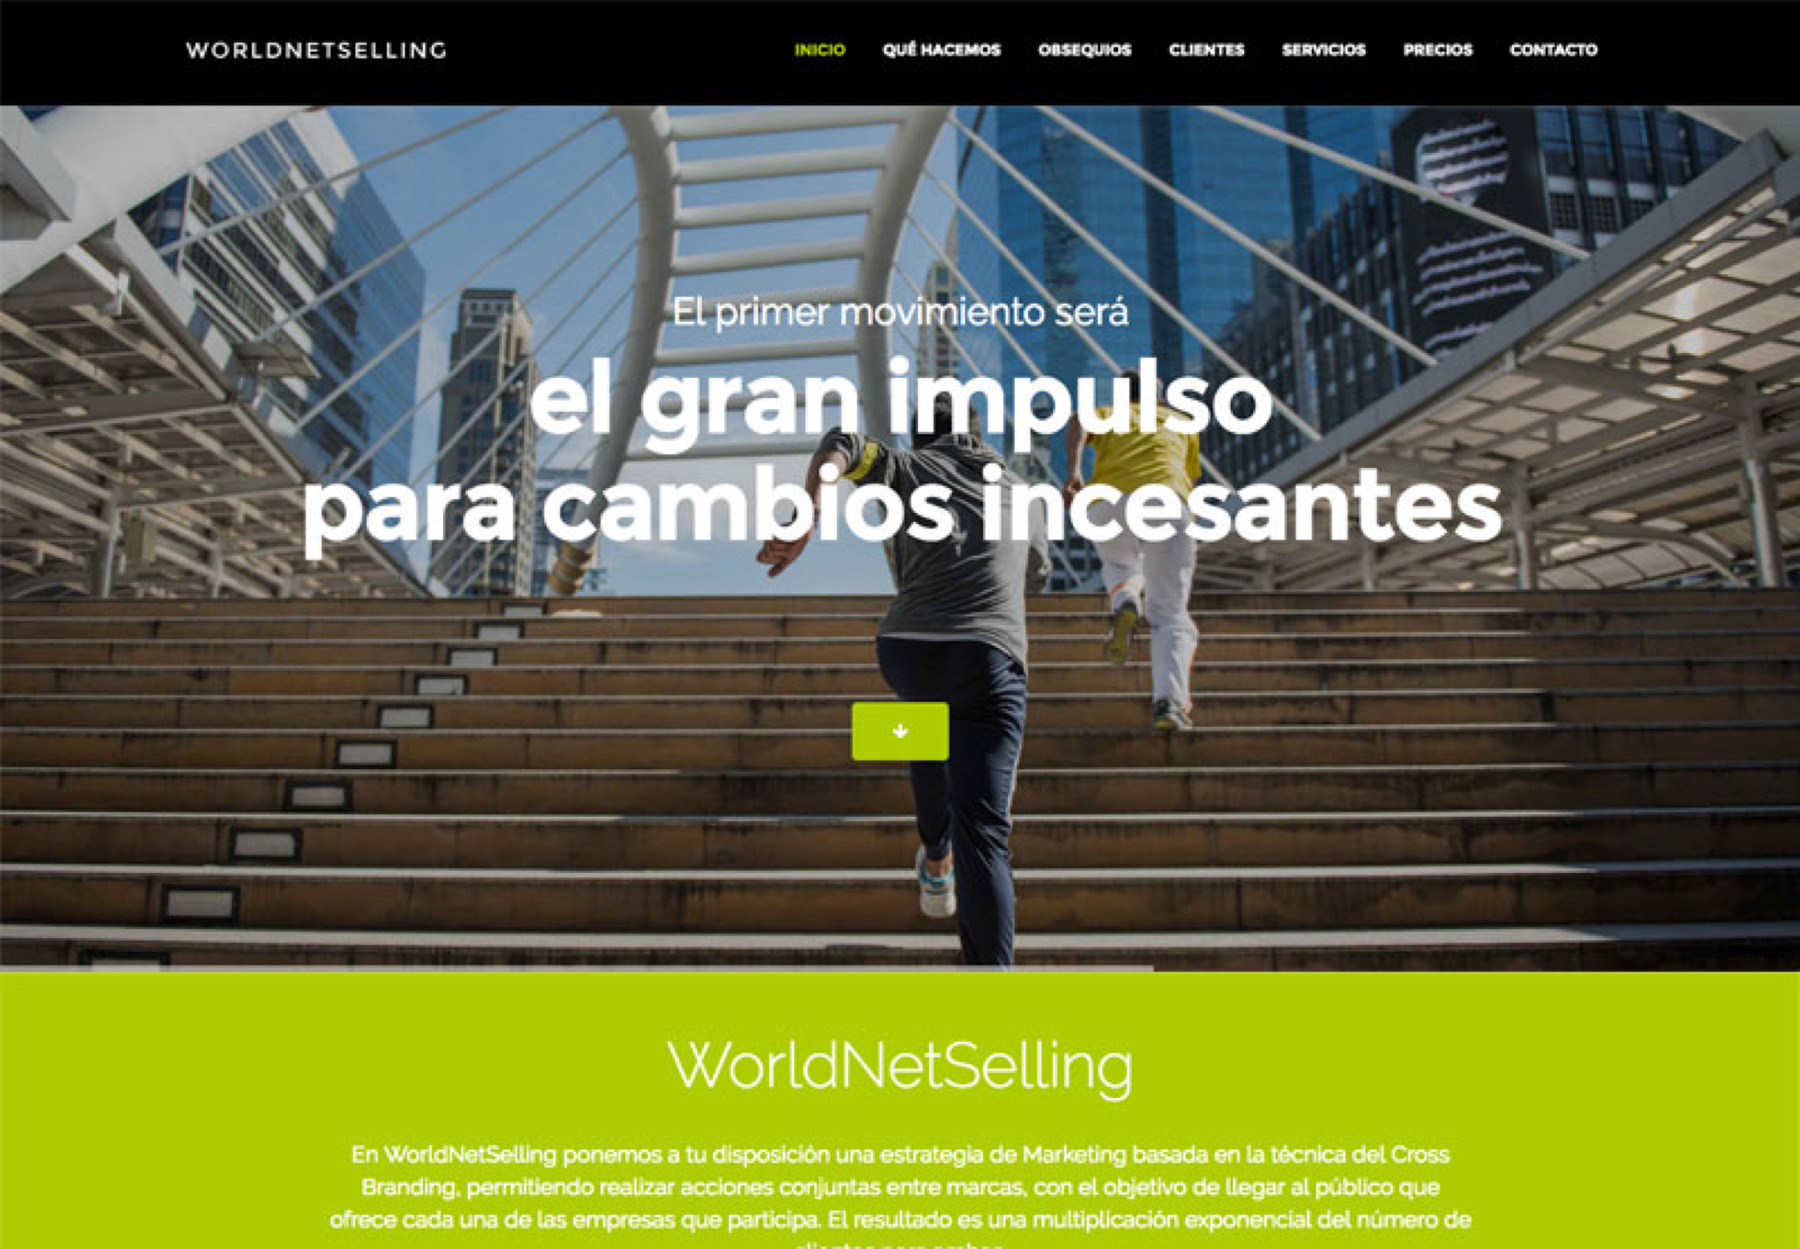 WORLDNETSELLING
INICIO QUÉ HACEMOS OBSEQUIOS CLIENTES SERVICIOS PRECIOS CONTACTO
El primer movimiento será
el gran impulso
para cambios incesantes
WorldNetSelling
En WorldNetSelling ponemos a tu disposición una estrategia de Marketing basada en la técnica del Cross
Branding, permitiendo realizar acciones conjuntas entre marcas, con el objetivo de llegar al público que
ofrece cada una de las empresas que participa. El resultado es una multiplicación exponencial del número de